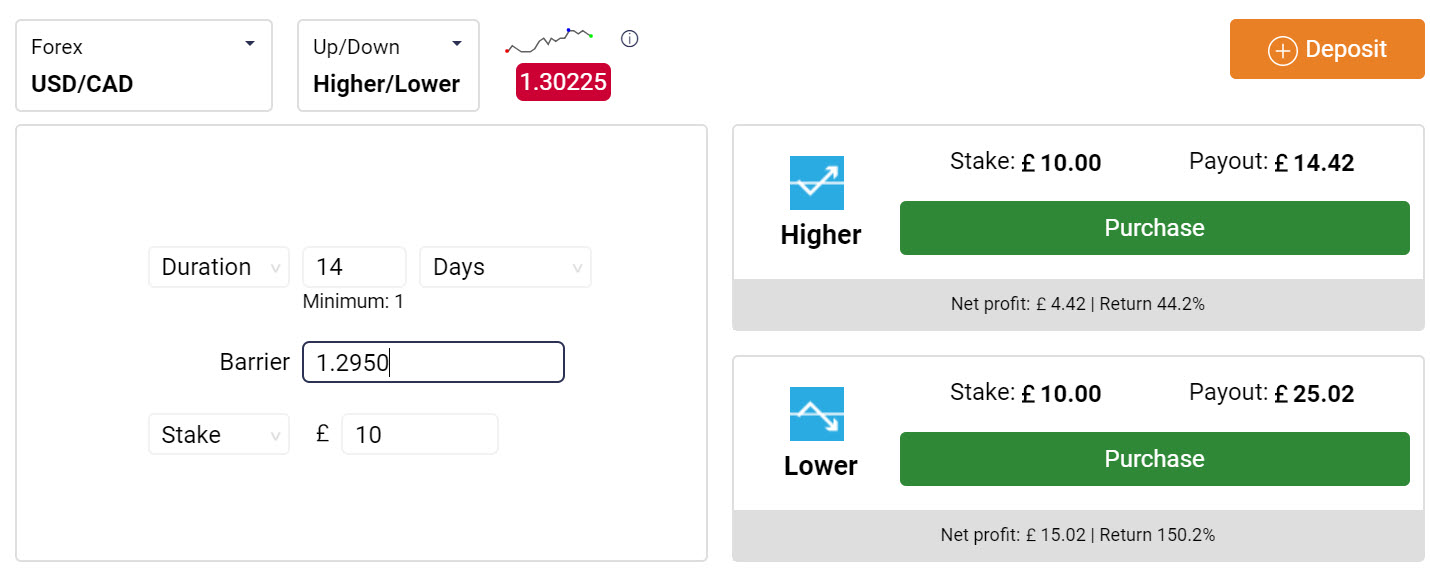 Forex
USD/CAD
Up/Down
Higher/Lower
1.30225
Deposit
Duration 14 Days
Minimum: 1
Barrier 1.2950
Stake £ 10
Higher
Stake: £ 10.00 Payout: £ 14.42
Purchase
Net profit: £ 4.42 | Return 44.2%
Lower
Stake: £ 10.00 Payout: £ 25.02
Purchase
Net profit: £ 15.02 | Return 150.2%